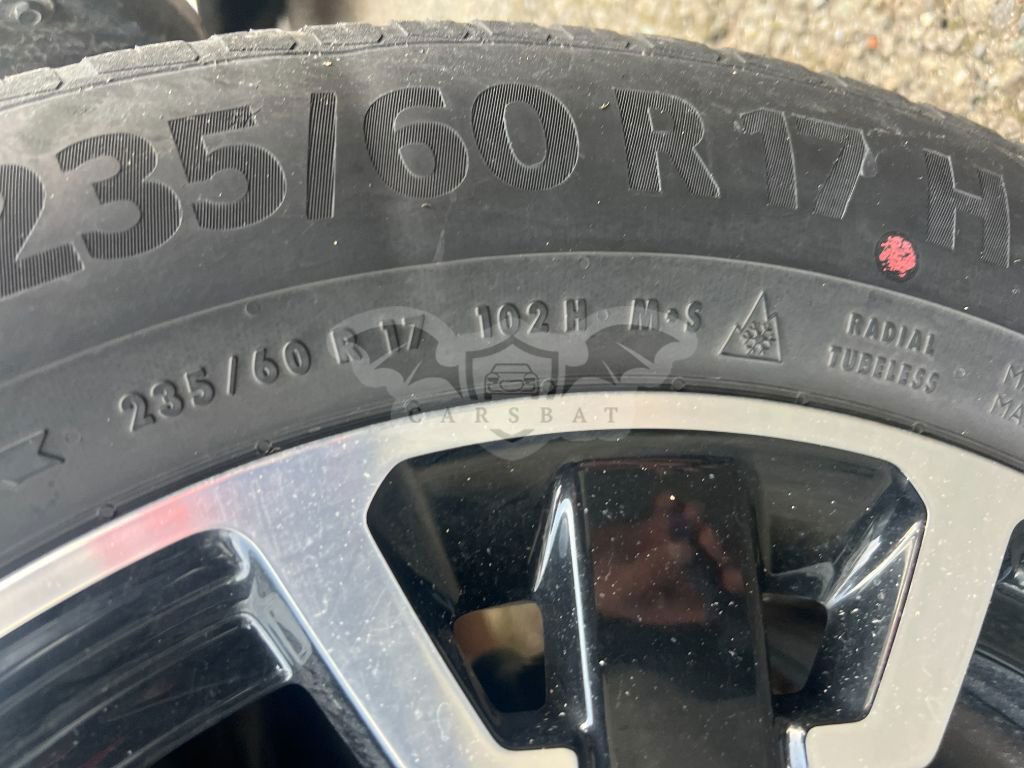 235/60 R 17 H
235/60 R 17 102 H M•S
RADIAL
TUBELESS
CARSBAT